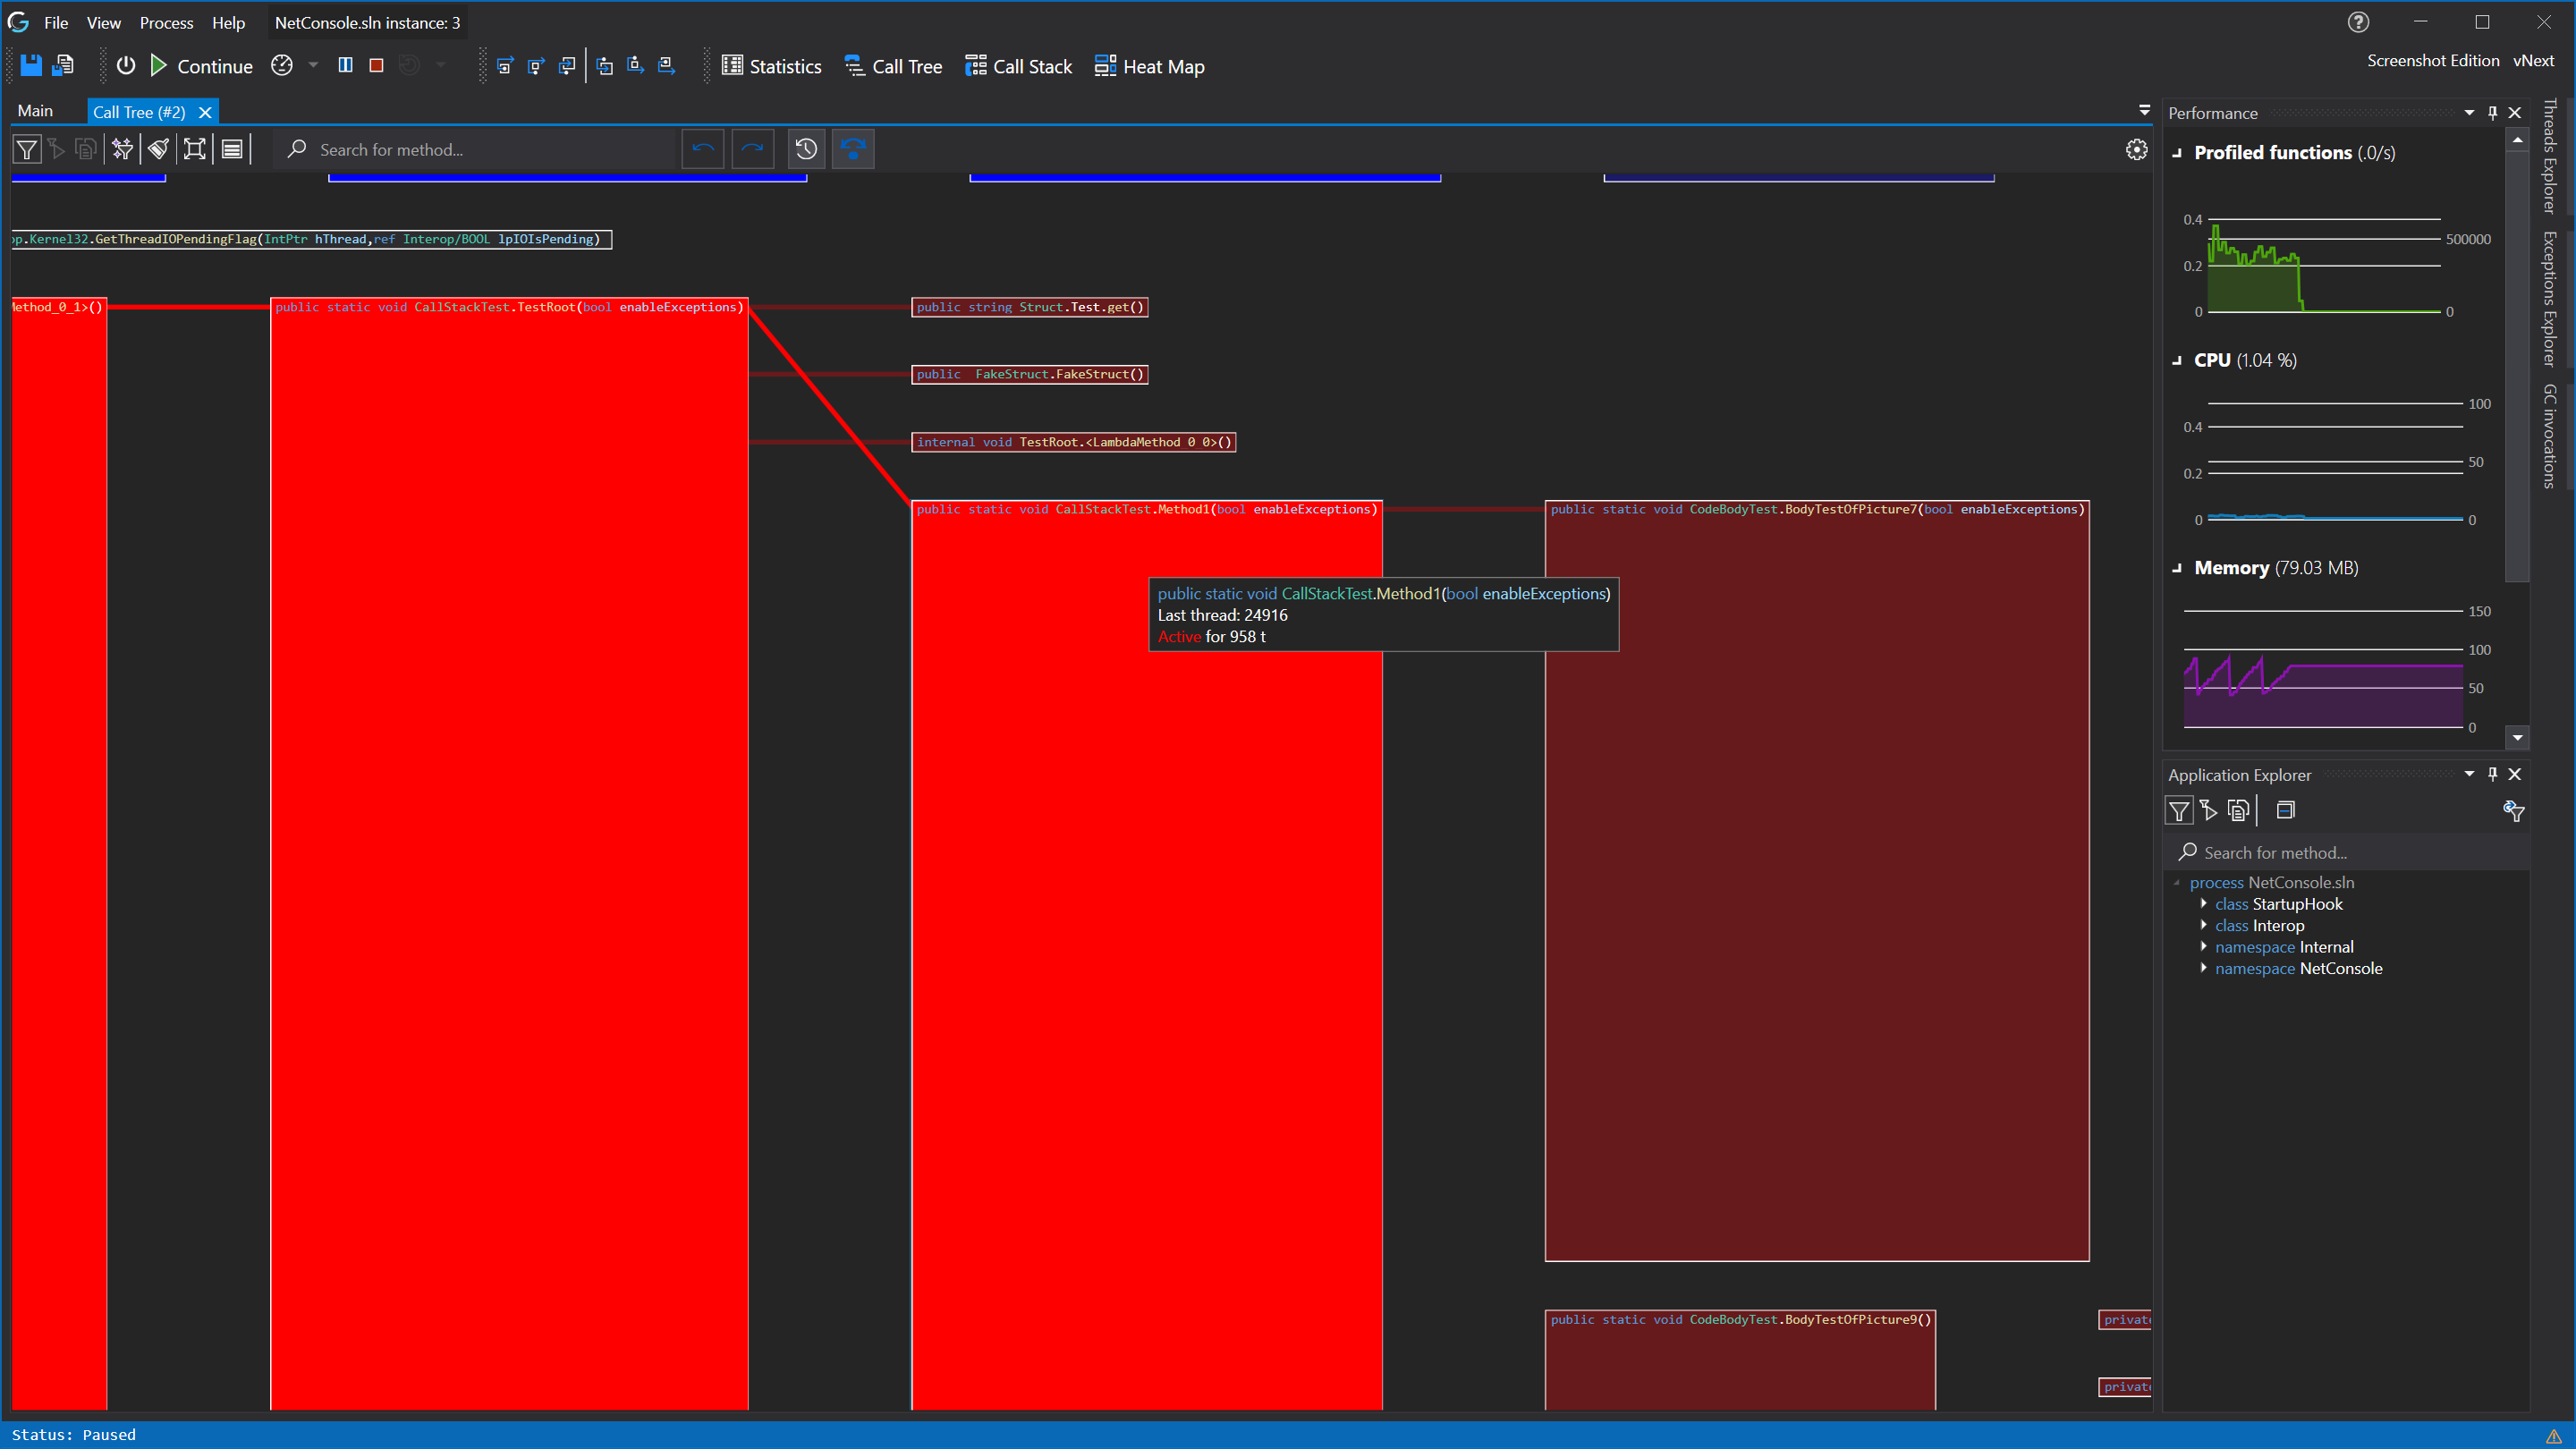 File View Process Help NetConsole.sln instance: 3
Continue Statistics Call Tree Call Stack Heat Map
Screenshot Edition vNext
Main Call Tree (#2)
Search for method...
.Kernel32.GetThreadIOPendingFlag(IntPtr hThread,ref Interop/BOOL lpIOIsPending)
Method_0_1>()
public static void CallStackTest.TestRoot(bool enableExceptions)
public string Struct.Test.get()
public FakeStruct.FakeStruct()
internal void TestRoot.<LambdaMethod_0_0>()
public static void CallStackTest.Method1(bool enableExceptions)
public static void CodeBodyTest.BodyTestOfPicture7(bool enableExceptions)
public static void CallStackTest.Method1(bool enableExceptions)
Last thread: 24916
Active for 958 t
public static void CodeBodyTest.BodyTestOfPicture9()
private
private
Performance
Profiled functions (.0/s)
0.4
500000
0.2
0
0
CPU (1.04 %)
100
0.4
50
0.2
0
0
Memory (79.03 MB)
150
100
50
0
Application Explorer
Search for method...
process NetConsole.sln
class StartupHook
class Interop
namespace Internal
namespace NetConsole
Threads Explorer
Exceptions Explorer
GC invocations
Status: Paused